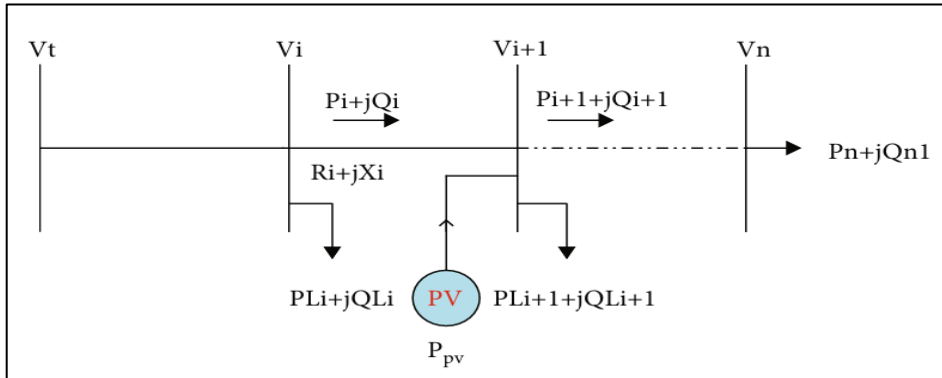 Vt
Vi
Vi+1
Vn
Pi+jQi
Pi+1+jQi+1
Pn+jQn1
Ri+jXi
PLi+jQLi
PV
PLi+1+jQLi+1
Ppv